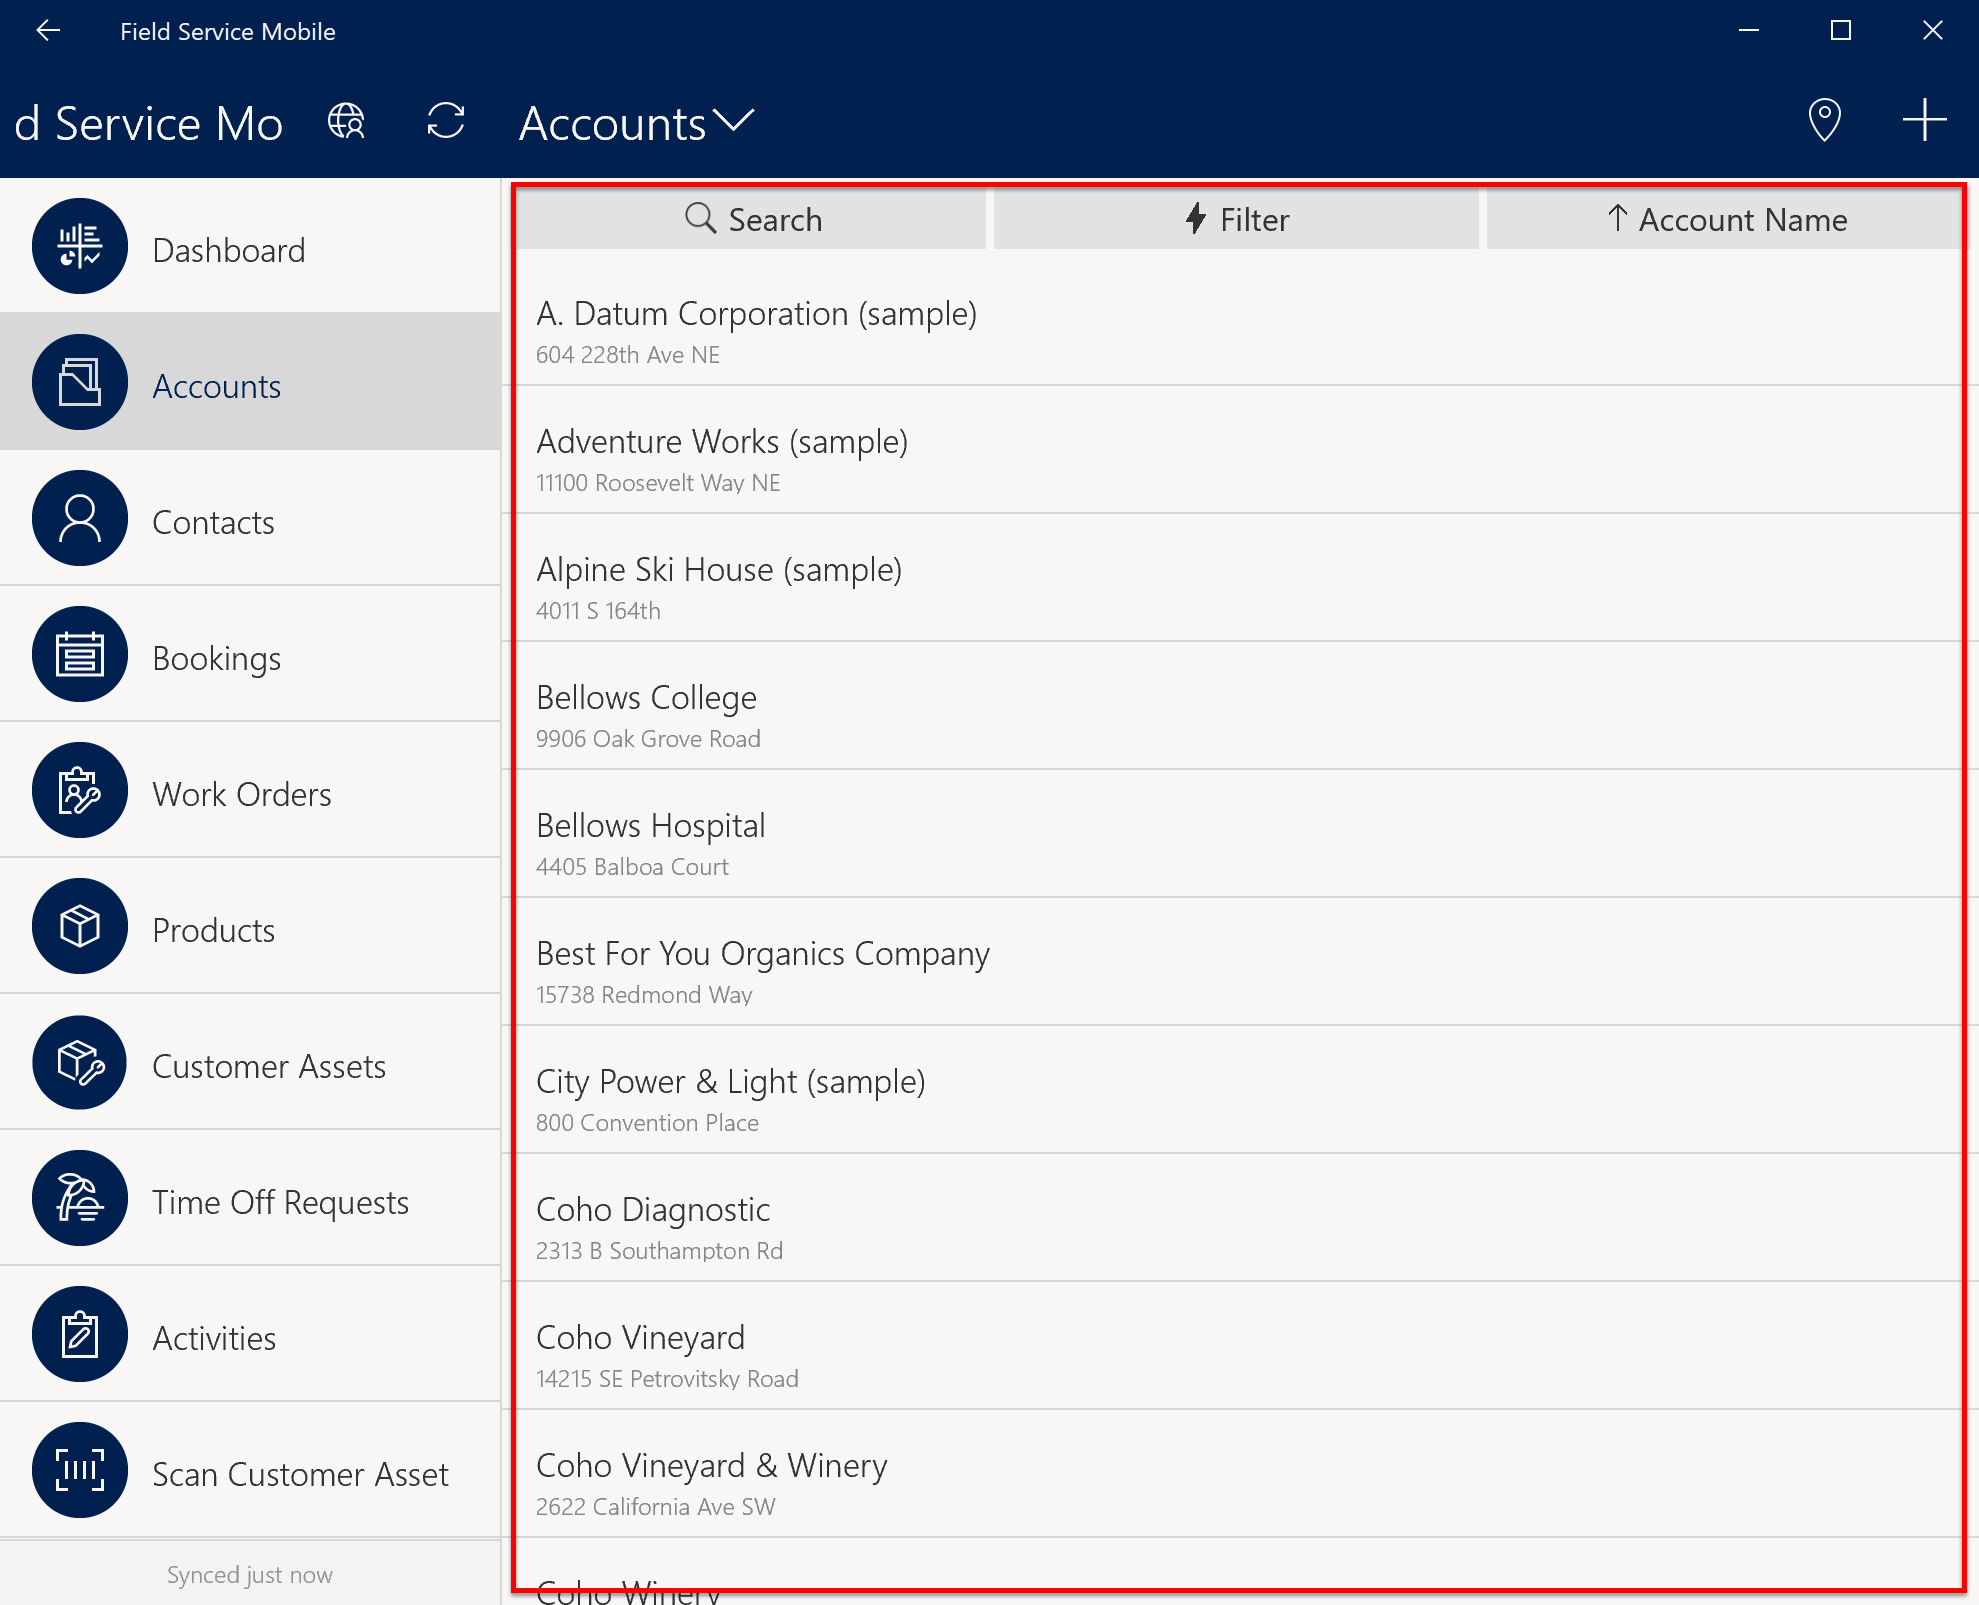 Field Service Mobile
d Service Mo
Accounts
Dashboard
Accounts
Contacts
Bookings
Work Orders
Products
Customer Assets
Time Off Requests
Activities
Scan Customer Asset
Synced just now
Search
Filter
Account Name
A. Datum Corporation (sample)
604 228th Ave NE
Adventure Works (sample)
11100 Roosevelt Way NE
Alpine Ski House (sample)
4011 S 164th
Bellows College
9906 Oak Grove Road
Bellows Hospital
4405 Balboa Court
Best For You Organics Company
15738 Redmond Way
City Power & Light (sample)
800 Convention Place
Coho Diagnostic
2313 B Southampton Rd
Coho Vineyard
14215 SE Petrovitsky Road
Coho Vineyard & Winery
2622 California Ave SW
Coho Winery